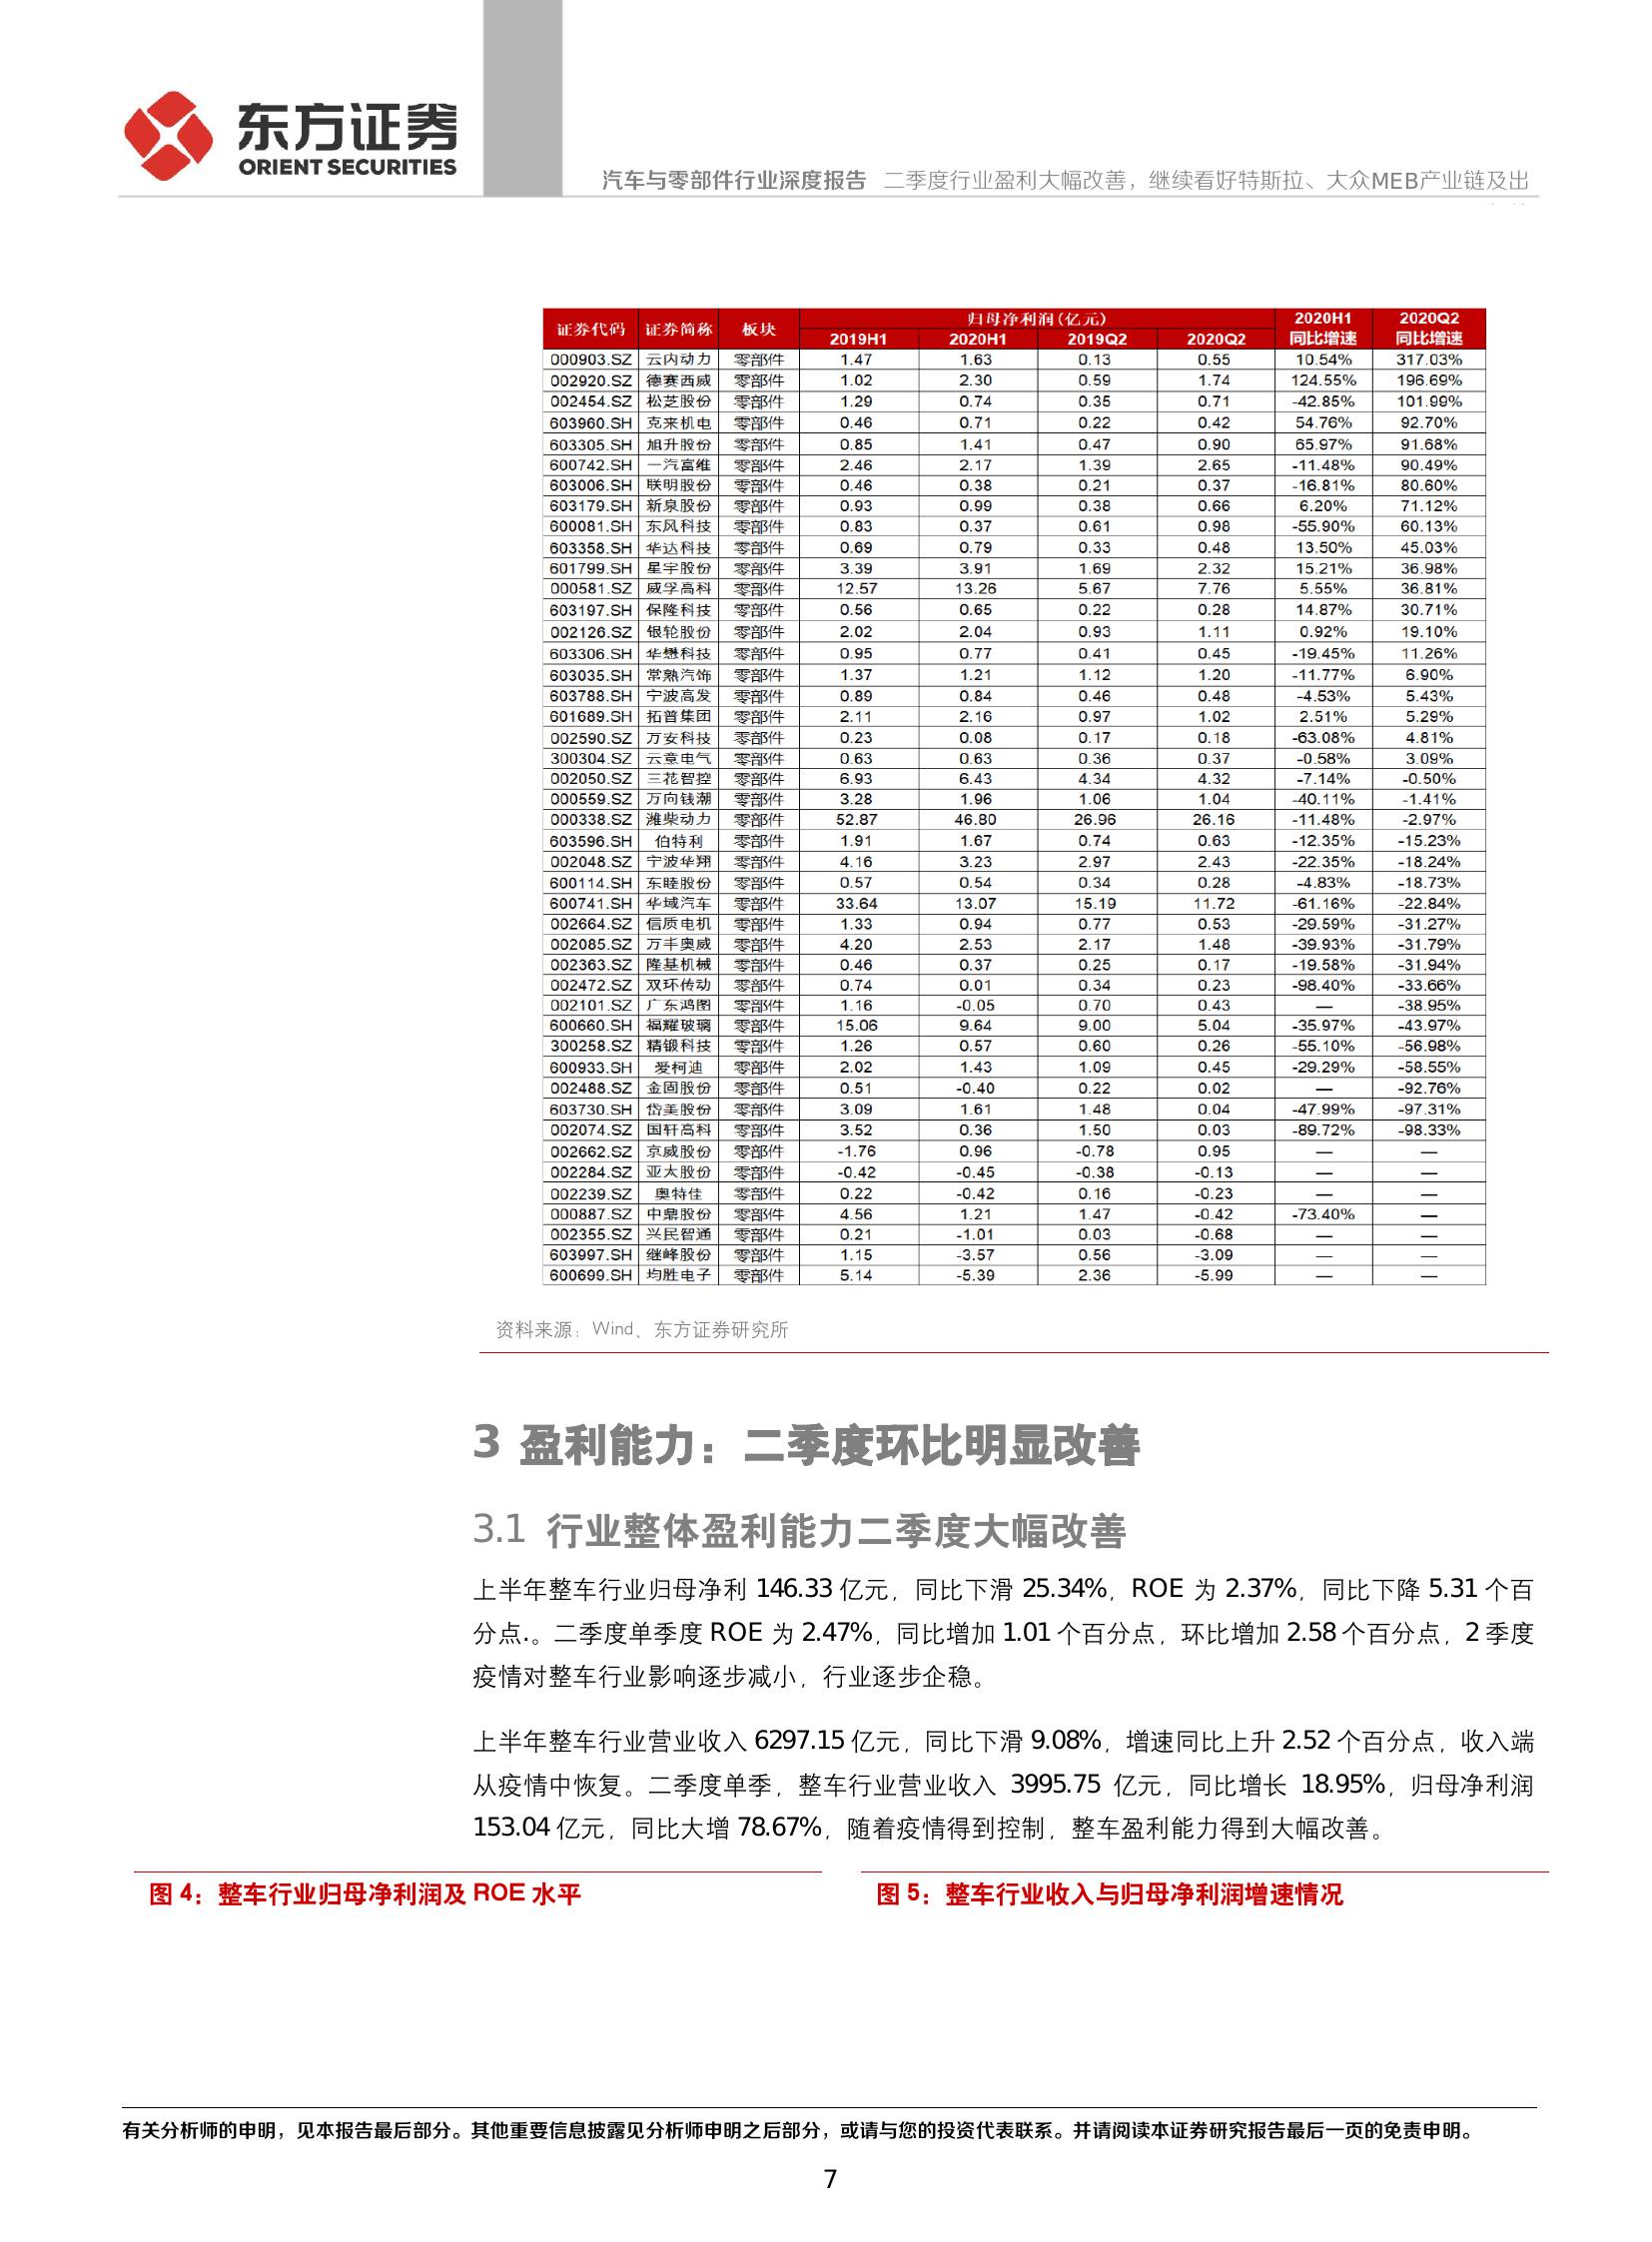 东方证券
ORIENT SECURITIES
汽车与零部件行业深度报告 二季度行业盈利大幅改善，继续看好特斯拉、大众MEB产业链及出
证券代码 证券简称 板块 归母净利润(亿元) 2020H1 2020Q2
2019H1 2020H1 2019Q2 2020Q2 同比增速 同比增速
000903.SZ 云内动力 零部件 1.47 1.63 0.13 0.55 10.54% 317.03%
002920.SZ 德赛西威 零部件 1.02 2.30 0.59 1.74 124.55% 196.69%
002454.SZ 松芝股份 零部件 1.29 0.74 0.35 0.71 -42.85% 101.99%
603960.SH 克来机电 零部件 0.46 0.71 0.22 0.42 54.76% 92.70%
603305.SH 旭升股份 零部件 0.85 1.41 0.47 0.90 65.97% 91.68%
600742.SH 一汽富维 零部件 2.46 2.17 1.39 2.65 -11.48% 90.49%
603006.SH 联明股份 零部件 0.46 0.38 0.21 0.37 -16.81% 80.60%
603179.SH 新泉股份 零部件 0.93 0.99 0.38 0.66 6.20% 71.12%
600081.SH 东风科技 零部件 0.83 0.37 0.61 0.98 -55.90% 60.13%
603358.SH 华达科技 零部件 0.69 0.79 0.33 0.48 13.50% 45.03%
601799.SH 星宇股份 零部件 3.39 3.91 1.69 2.32 15.21% 36.98%
000581.SZ 威孚高科 零部件 12.57 13.26 5.67 7.76 5.55% 36.81%
603197.SH 保隆科技 零部件 0.56 0.65 0.22 0.28 14.87% 30.71%
002126.SZ 银轮股份 零部件 2.02 2.04 0.93 1.11 0.92% 19.10%
603306.SH 华懋科技 零部件 0.95 0.77 0.41 0.45 -19.45% 11.26%
603035.SH 常熟汽饰 零部件 1.37 1.21 1.12 1.20 -11.77% 6.90%
603788.SH 宁波高发 零部件 0.89 0.84 0.46 0.48 -4.53% 5.43%
601689.SH 拓普集团 零部件 2.11 2.16 0.97 1.02 2.51% 5.29%
002590.SZ 万安科技 零部件 0.23 0.08 0.17 0.18 -63.08% 4.81%
300304.SZ 云意电气 零部件 0.63 0.63 0.36 0.37 -0.58% 3.09%
002050.SZ 三花智控 零部件 6.93 6.43 4.34 4.32 -7.14% -0.50%
000559.SZ 万向钱潮 零部件 3.28 1.96 1.06 1.04 -40.11% -1.41%
000338.SZ 潍柴动力 零部件 52.87 46.80 26.96 26.16 -11.48% -2.97%
603596.SH 伯特利 零部件 1.91 1.67 0.74 0.63 -12.35% -15.23%
002048.SZ 宁波华翔 零部件 4.16 3.23 2.97 2.43 -22.35% -18.24%
600114.SH 东睦股份 零部件 0.57 0.54 0.34 0.28 -4.83% -18.73%
600741.SH 华域汽车 零部件 33.64 13.07 15.19 11.72 -61.16% -22.84%
002664.SZ 信质电机 零部件 1.33 0.94 0.77 0.53 -29.59% -31.27%
002085.SZ 万丰奥威 零部件 4.20 2.53 2.17 1.48 -39.93% -31.79%
002363.SZ 隆基机械 零部件 0.46 0.37 0.25 0.17 -19.58% -31.94%
002472.SZ 双环传动 零部件 0.74 0.01 0.34 0.23 -98.40% -33.66%
002101.SZ 广东鸿图 零部件 1.16 -0.05 0.70 0.43 — -38.95%
600660.SH 福耀玻璃 零部件 15.06 9.64 9.00 5.04 -35.97% -43.97%
300258.SZ 精锻科技 零部件 1.26 0.57 0.60 0.26 -55.10% -56.98%
600933.SH 爱柯迪 零部件 2.02 1.43 1.09 0.45 -29.29% -58.55%
002488.SZ 金固股份 零部件 0.51 -0.40 0.22 0.02 — -92.76%
603730.SH 岱美股份 零部件 3.09 1.61 1.48 0.04 -47.99% -97.31%
002074.SZ 国轩高科 零部件 3.52 0.36 1.50 0.03 -89.72% -98.33%
002662.SZ 京威股份 零部件 -1.76 0.96 -0.78 0.95 — —
002284.SZ 亚太股份 零部件 -0.42 -0.45 -0.38 -0.13 — —
002239.SZ 奥特佳 零部件 0.22 -0.42 0.16 -0.23 — —
000887.SZ 中鼎股份 零部件 4.56 1.21 1.47 -0.42 -73.40% —
002355.SZ 兴民智通 零部件 0.21 -1.01 0.03 -0.68 — —
603997.SH 继峰股份 零部件 1.15 -3.57 0.56 -3.09 — —
600699.SH 均胜电子 零部件 5.14 -5.39 2.36 -5.99 — —
资料来源：Wind、东方证券研究所
3 盈利能力：二季度环比明显改善
3.1 行业整体盈利能力二季度大幅改善
上半年整车行业归母净利 146.33 亿元，同比下滑 25.34%，ROE 为 2.37%，同比下降 5.31 个百
分点.。二季度单季度 ROE 为 2.47%，同比增加 1.01 个百分点，环比增加 2.58 个百分点，2 季度
疫情对整车行业影响逐步减小，行业逐步企稳。
上半年整车行业营业收入 6297.15 亿元，同比下滑 9.08%，增速同比上升 2.52 个百分点，收入端
从疫情中恢复。二季度单季，整车行业营业收入 3995.75 亿元，同比增长 18.95%，归母净利润
153.04 亿元，同比大增 78.67%，随着疫情得到控制，整车盈利能力得到大幅改善。
图 4：整车行业归母净利润及 ROE 水平
图 5：整车行业收入与归母净利润增速情况
有关分析师的申明，见本报告最后部分。其他重要信息披露见分析师申明之后部分，或请与您的投资代表联系。并请阅读本证券研究报告最后一页的免责申明。
7